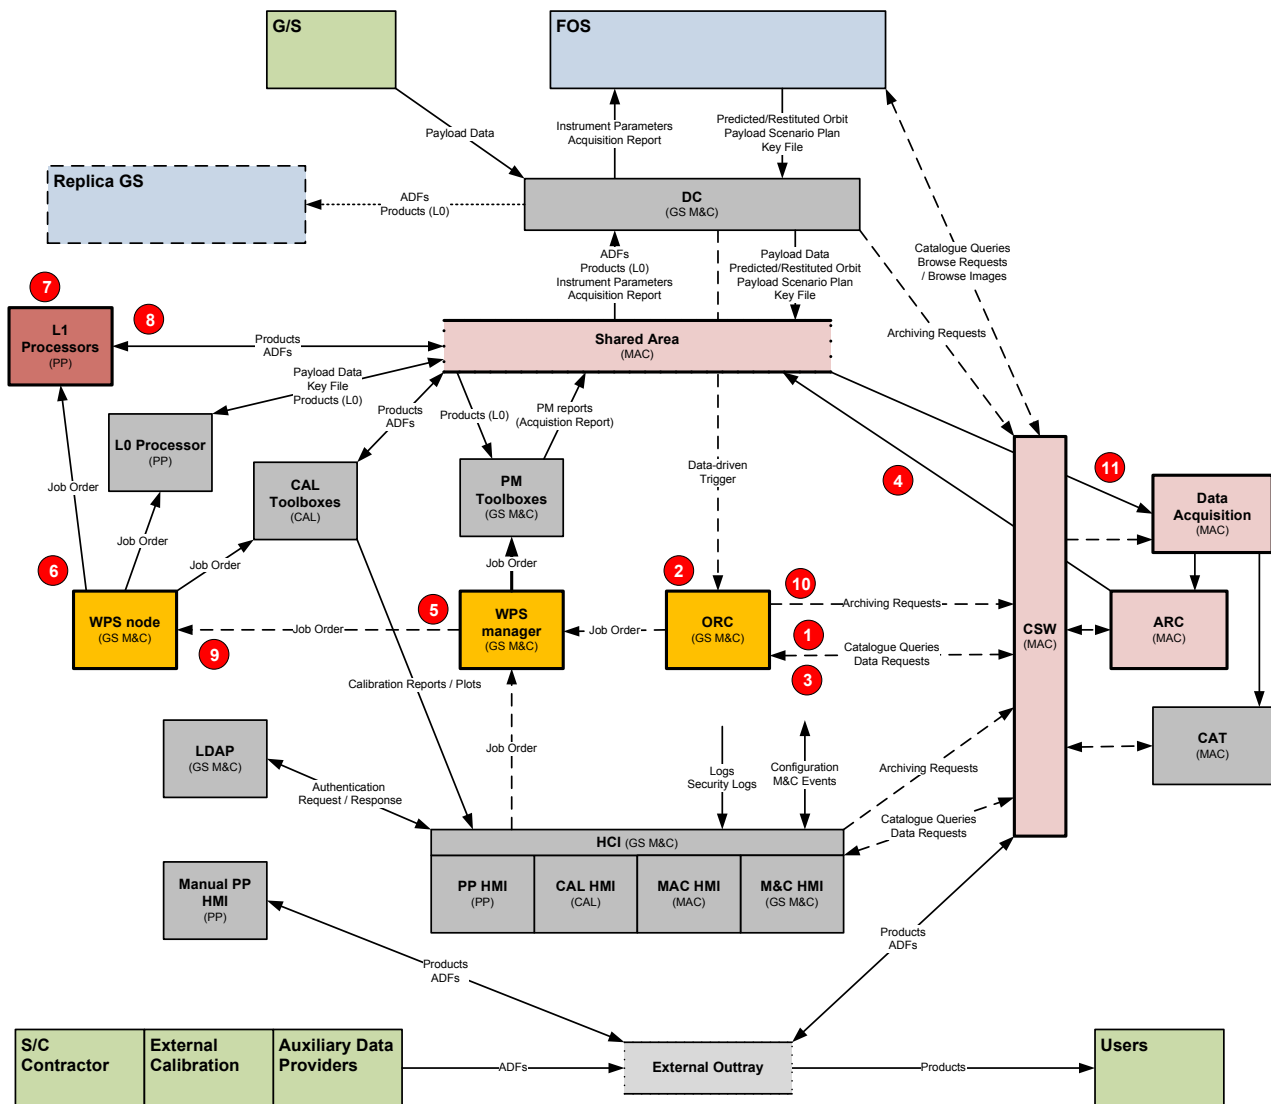 G/S
FOS
Payload Data
Instrument Parameters
Acquisition Report
Predicted/Restituted Orbit
Payload Scenario Plan
Key File
Replica GS
ADFs
Products (L0)
DC
(GS M&C)
Catalogue Queries
Browse Requests
/ Browse Images
ADFs
Products (L0)
Instrument Parameters
Acquisition Report
Payload Data
Predicted/Restituted Orbit
Payload Scenario Plan
Key File
7
8
L1
Processors
(PP)
Products
ADFs
Shared Area
(MAC)
Archiving Requests
Payload Data
Key File
Products (L0)
Products
ADFs
Products (L0)
PM reports
(Acquistion Report)
L0 Processor
(PP)
CAL
Toolboxes
(CAL)
PM
Toolboxes
(GS M&C)
Data-driven
Trigger
4
11
Data
Acquisition
(MAC)
Job Order
Job Order
Job Order
Job Order
6
5
2
10
WPS node
(GS M&C)
Job Order
WPS
manager
(GS M&C)
Job Order
ORC
(GS M&C)
Archiving Requests
1
Catalogue Queries
Data Requests
3
CSW
(MAC)
ARC
(MAC)
9
Calibration Reports / Plots
LDAP
(GS M&C)
Job Order
Logs
Security Logs
Configuration
M&C Events
Archiving Requests
CAT
(MAC)
Authentication
Request / Response
Catalogue Queries
Data Requests
HCI (GS M&C)
PP HMI
(PP)
CAL HMI
(CAL)
MAC HMI
(MAC)
M&C HMI
(GS M&C)
Manual PP
HMI
(PP)
Products
ADFs
Products
ADFs
S/C
Contractor
External
Calibration
Auxiliary Data
Providers
ADFs
External Outtray
Products
Users